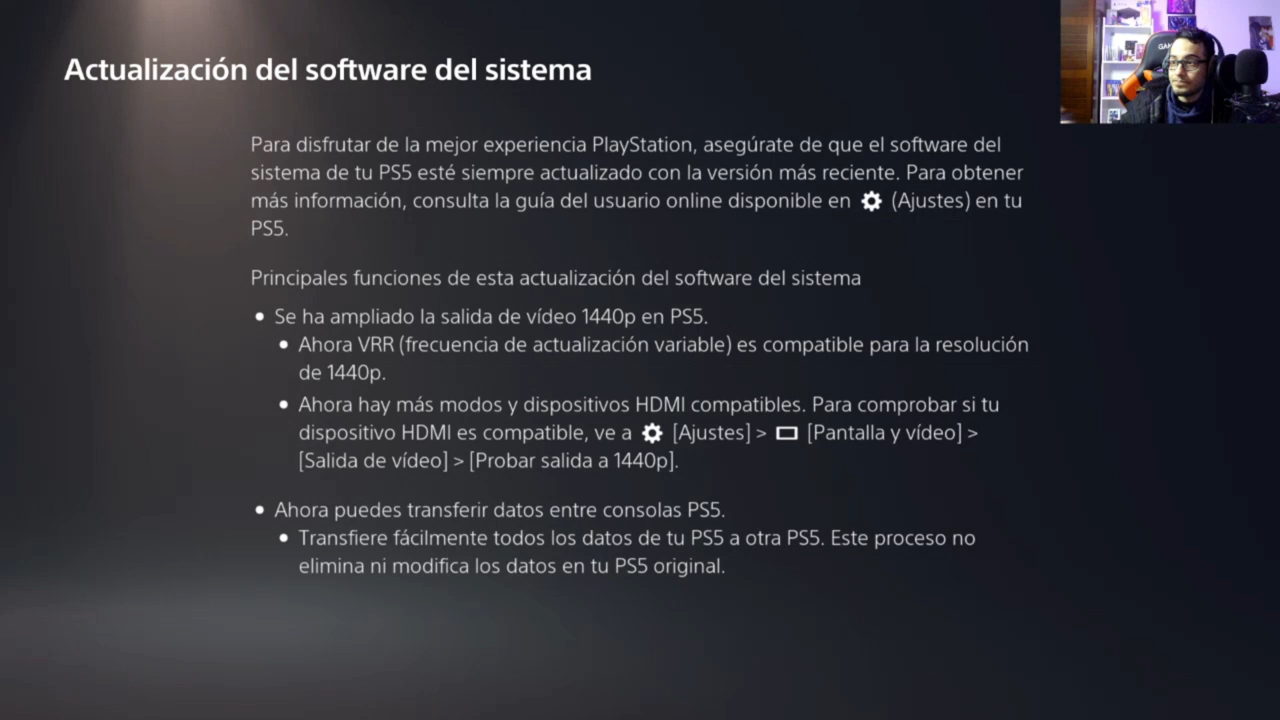 Actualización del software del sistema
Para disfrutar de la mejor experiencia PlayStation, asegúrate de que el software del
sistema de tu PS5 esté siempre actualizado con la versión más reciente. Para obtener
más información, consulta la guía del usuario online disponible en (Ajustes) en tu
PS5.
Principales funciones de esta actualización del software del sistema
• Se ha ampliado la salida de vídeo 1440p en PS5.
• Ahora VRR (frecuencia de actualización variable) es compatible para la resolución
de 1440p.
• Ahora hay más modos y dispositivos HDMI compatibles. Para comprobar si tu
dispositivo HDMI es compatible, ve a [Ajustes] > [Pantalla y vídeo] >
[Salida de vídeo] > [Probar salida a 1440p].
• Ahora puedes transferir datos entre consolas PS5.
• Transfiere fácilmente todos los datos de tu PS5 a otra PS5. Este proceso no
elimina ni modifica los datos en tu PS5 original.